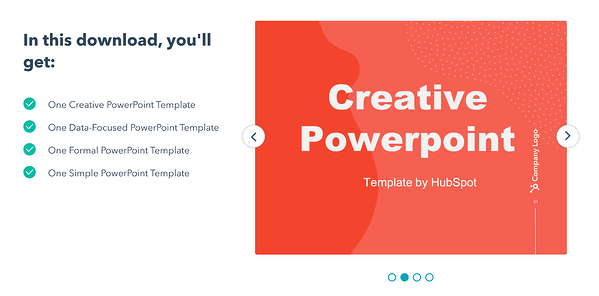 In this download, you'll
get:
One Creative PowerPoint Template
One Data-Focused PowerPoint Template
One Formal PowerPoint Template
One Simple PowerPoint Template
Creative
Powerpoint
Template by HubSpot
Company Logo